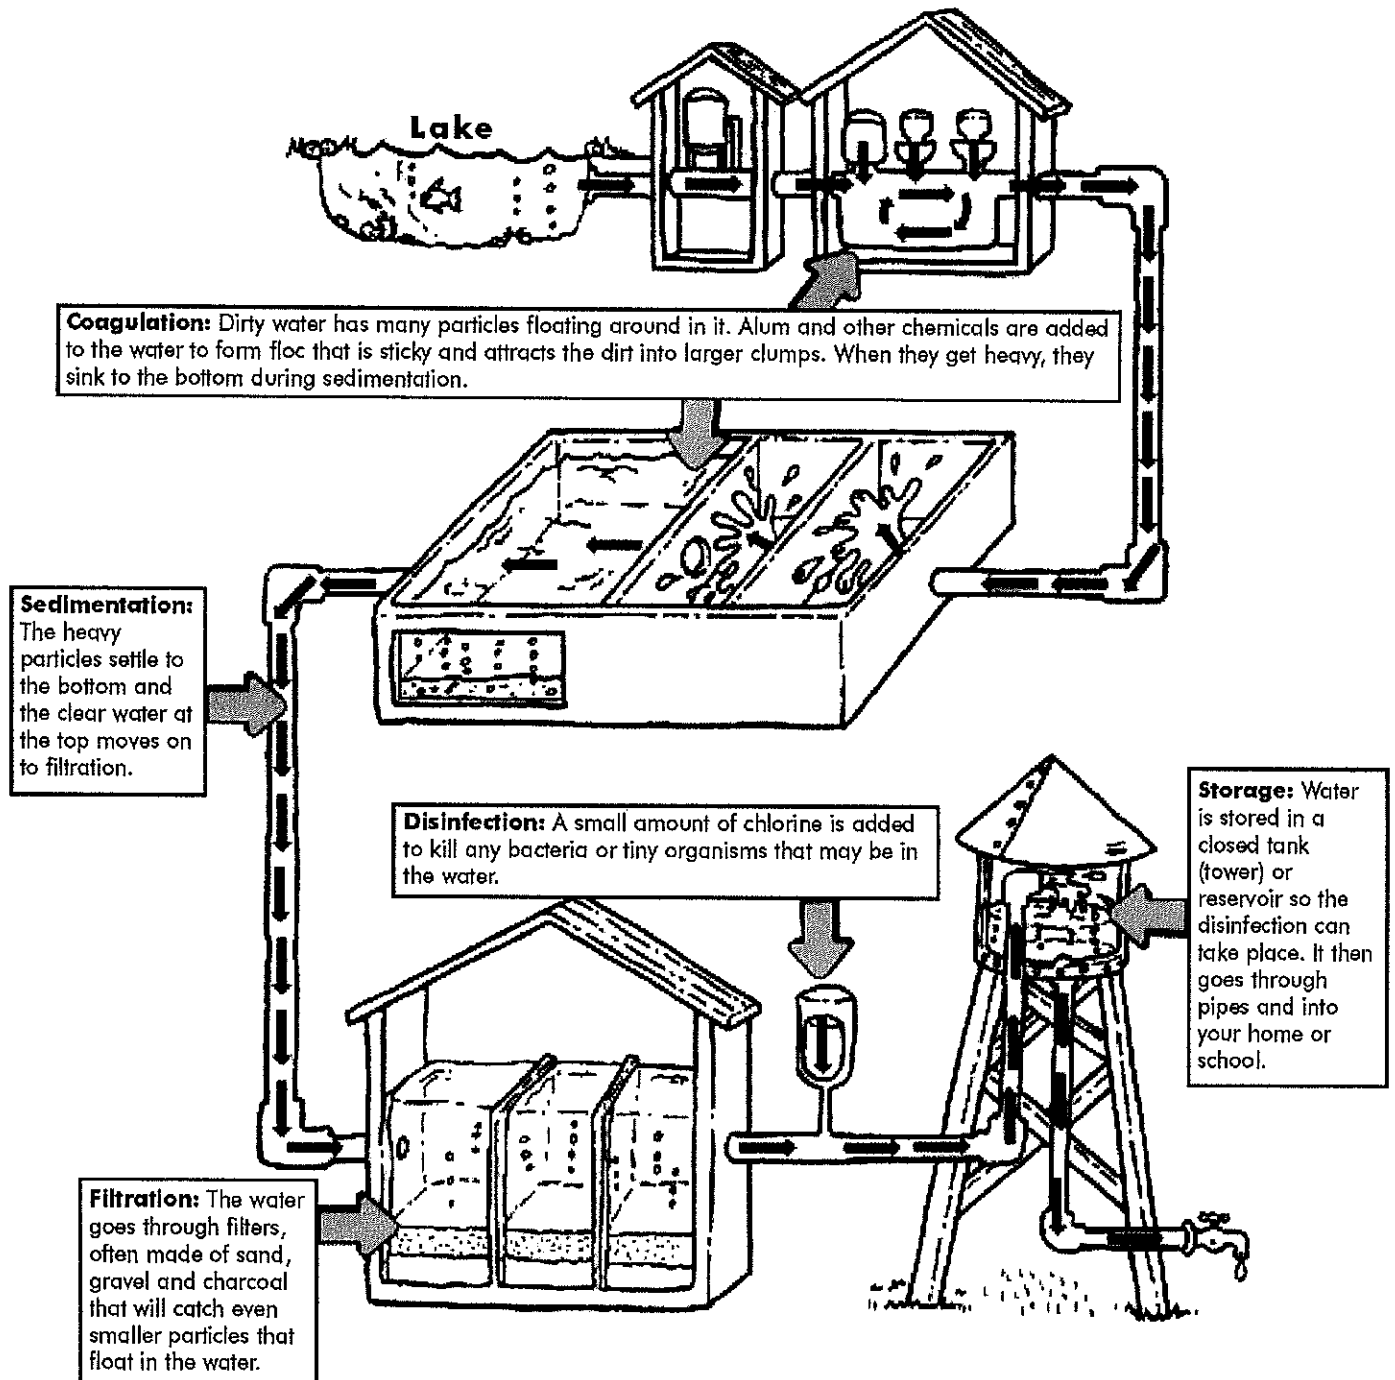 Lake
Coagulation: Dirty water has many particles floating around in it. Alum and other chemicals are added
to the water to form floc that is sticky and attracts the dirt into larger clumps. When they get heavy, they
sink to the bottom during sedimentation.
Sedimentation:
The heavy
particles settle to
the bottom and
the clear water at
the top moves on
to filtration.
Disinfection: A small amount of chlorine is added
to kill any bacteria or tiny organisms that may be in
the water.
Storage: Water
is stored in a
closed tank
(tower) or
reservoir so the
disinfection can
take place. It then
goes through
pipes and into
your home or
school.
Filtration: The water
goes through filters,
often made of sand,
gravel and charcoal
that will catch even
smaller particles that
float in the water.